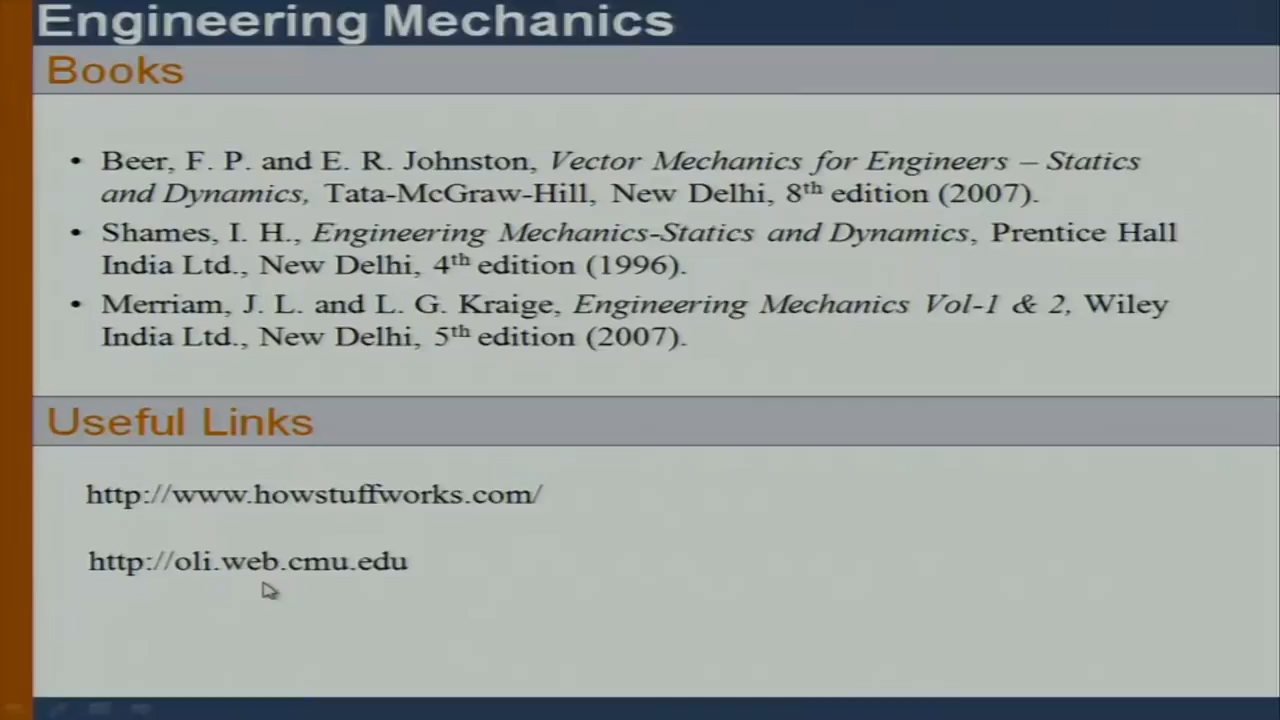 Engineering Mechanics
Books
• Beer, F. P. and E. R. Johnston, Vector Mechanics for Engineers – Statics
and Dynamics, Tata-McGraw-Hill, New Delhi, 8th edition (2007).
• Shames, I. H., Engineering Mechanics-Statics and Dynamics, Prentice Hall
India Ltd., New Delhi, 4th edition (1996).
• Merriam, J. L. and L. G. Kraige, Engineering Mechanics Vol-1 & 2, Wiley
India Ltd., New Delhi, 5th edition (2007).
Useful Links
http://www.howstuffworks.com/
http://oli.web.cmu.edu